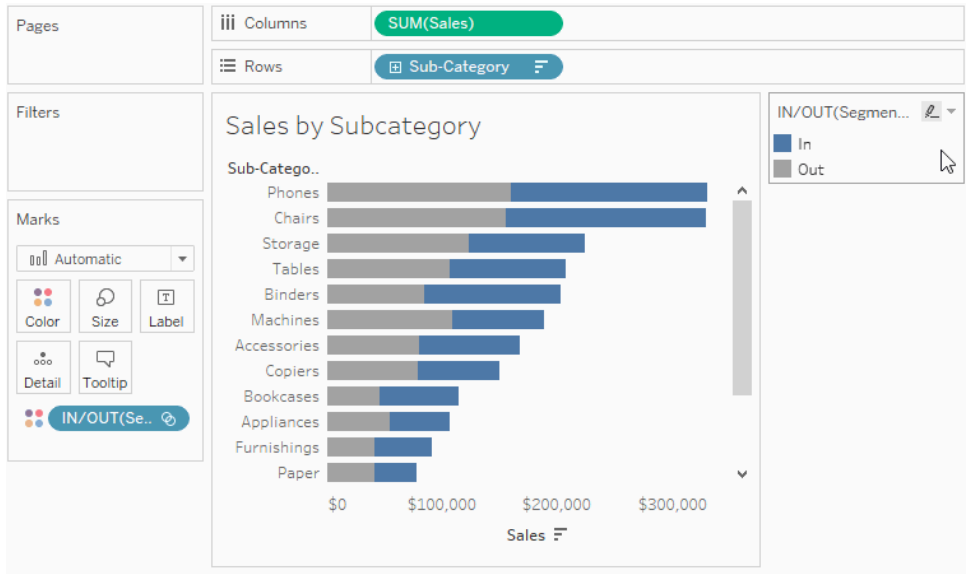 Pages
Columns
SUM(Sales)
Rows
Sub-Category
Filters
Marks
Automatic
Color
Size
T
Label
Detail
Tooltip
IN/OUT(Se..
Sales by Subcategory
Sub-Catego..
Phones
Chairs
Storage
Tables
Binders
Machines
Accessories
Copiers
Bookcases
Appliances
Furnishings
Paper
$0 $100,000 $200,000 $300,000
Sales
IN/OUT(Segmen...
In
Out